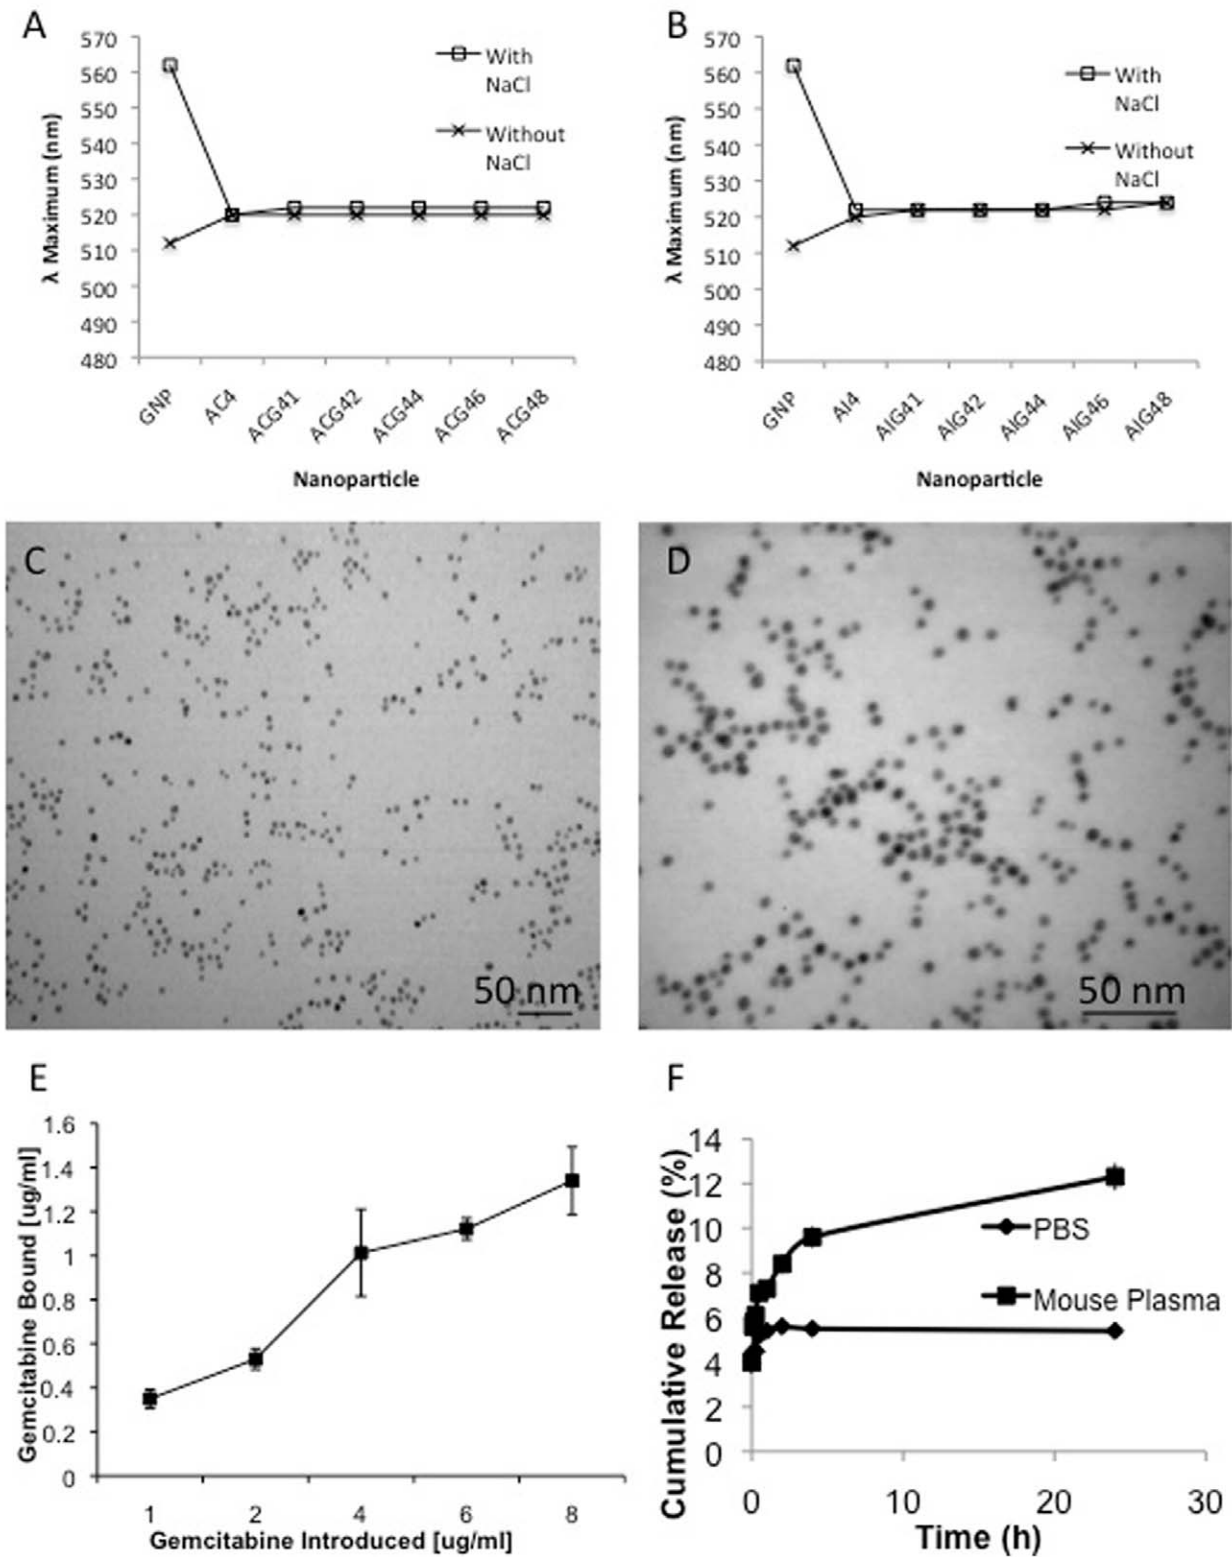 A
570
560
550
540
530
520
510
500
490
480
λ Maximum (nm)
With
NaCl
Without
NaCl
GNP
AC4
ACG41
ACG42
ACG44
ACG46
ACG48
Nanoparticle
B
570
560
550
540
530
520
510
500
490
480
λ Maximum (nm)
With
NaCl
Without
NaCl
GNP
AI4
AIG41
AIG42
AIG44
AIG46
AIG48
Nanoparticle
C
50 nm
D
50 nm
E
1.6
1.4
1.2
1
0.8
0.6
0.4
0.2
0
Gemcitabine Bound [ug/ml]
1 2 4 6 8
Gemcitabine Introduced [ug/ml]
F
14
12
10
8
6
4
2
0
Cumulative Release (%)
PBS
Mouse Plasma
0 10 20 30
Time (h)